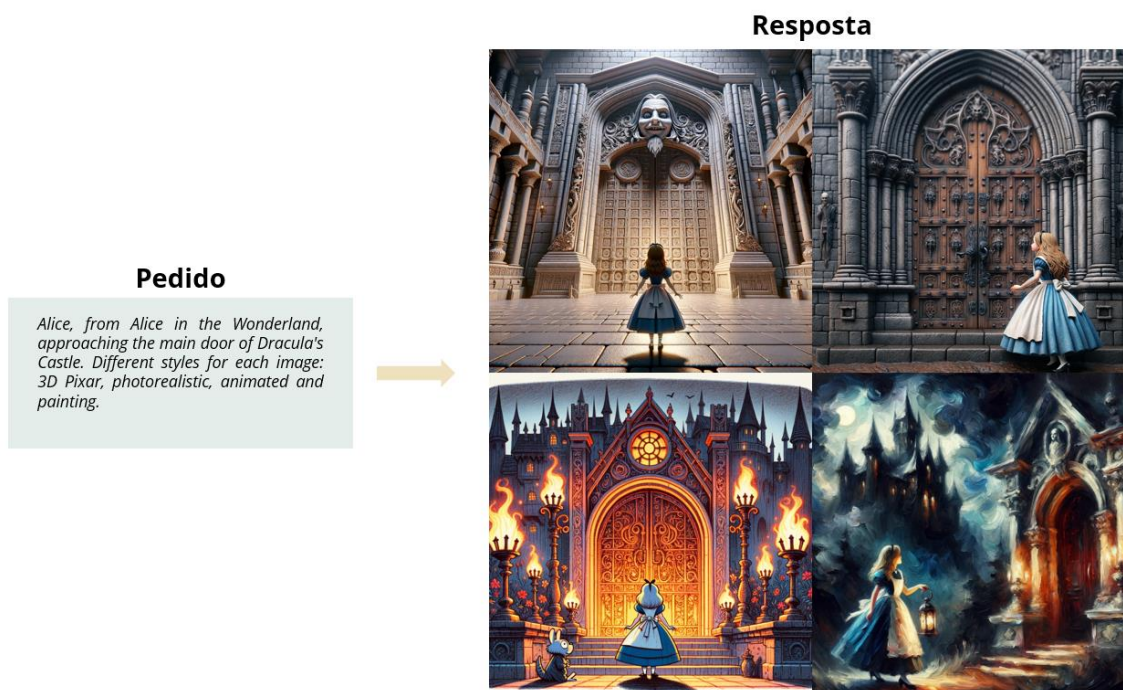 Resposta
Pedido
Alice, from Alice in the Wonderland,
approaching the main door of Dracula's
Castle. Different styles for each image:
3D Pixar, photorealistic, animated and
painting.